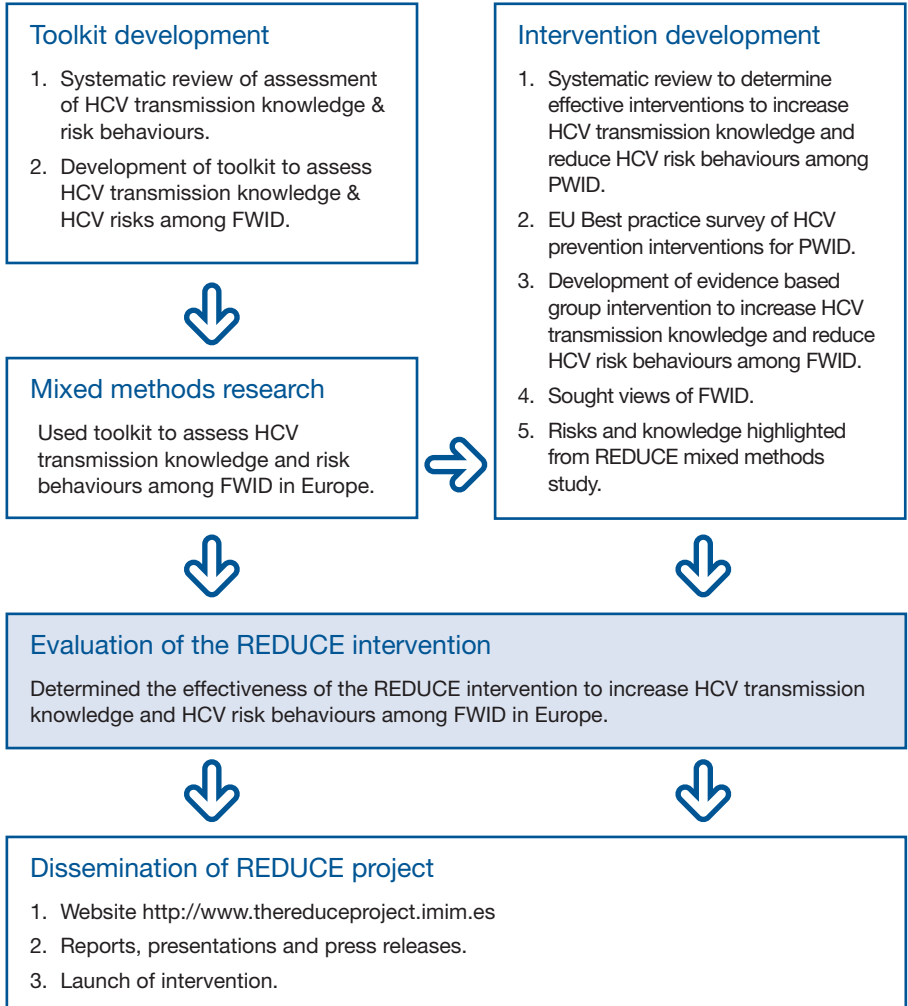 Toolkit development
1. Systematic review of assessment
of HCV transmission knowledge &
risk behaviours.
2. Development of toolkit to assess
HCV transmission knowledge &
HCV risks among FWID.
Mixed methods research
Used toolkit to assess HCV
transmission knowledge and risk
behaviours among FWID in Europe.
Intervention development
1. Systematic review to determine
effective interventions to increase
HCV transmission knowledge and
reduce HCV risk behaviours among
PWID.
2. EU Best practice survey of HCV
prevention interventions for PWID.
3. Development of evidence based
group intervention to increase HCV
transmission knowledge and reduce
HCV risk behaviours among FWID.
4. Sought views of FWID.
5. Risks and knowledge highlighted
from REDUCE mixed methods
study.
Evaluation of the REDUCE intervention
Determined the effectiveness of the REDUCE intervention to increase HCV transmission
knowledge and HCV risk behaviours among FWID in Europe.
Dissemination of REDUCE project
1. Website http://www.thereduceproject.imim.es
2. Reports, presentations and press releases.
3. Launch of intervention.